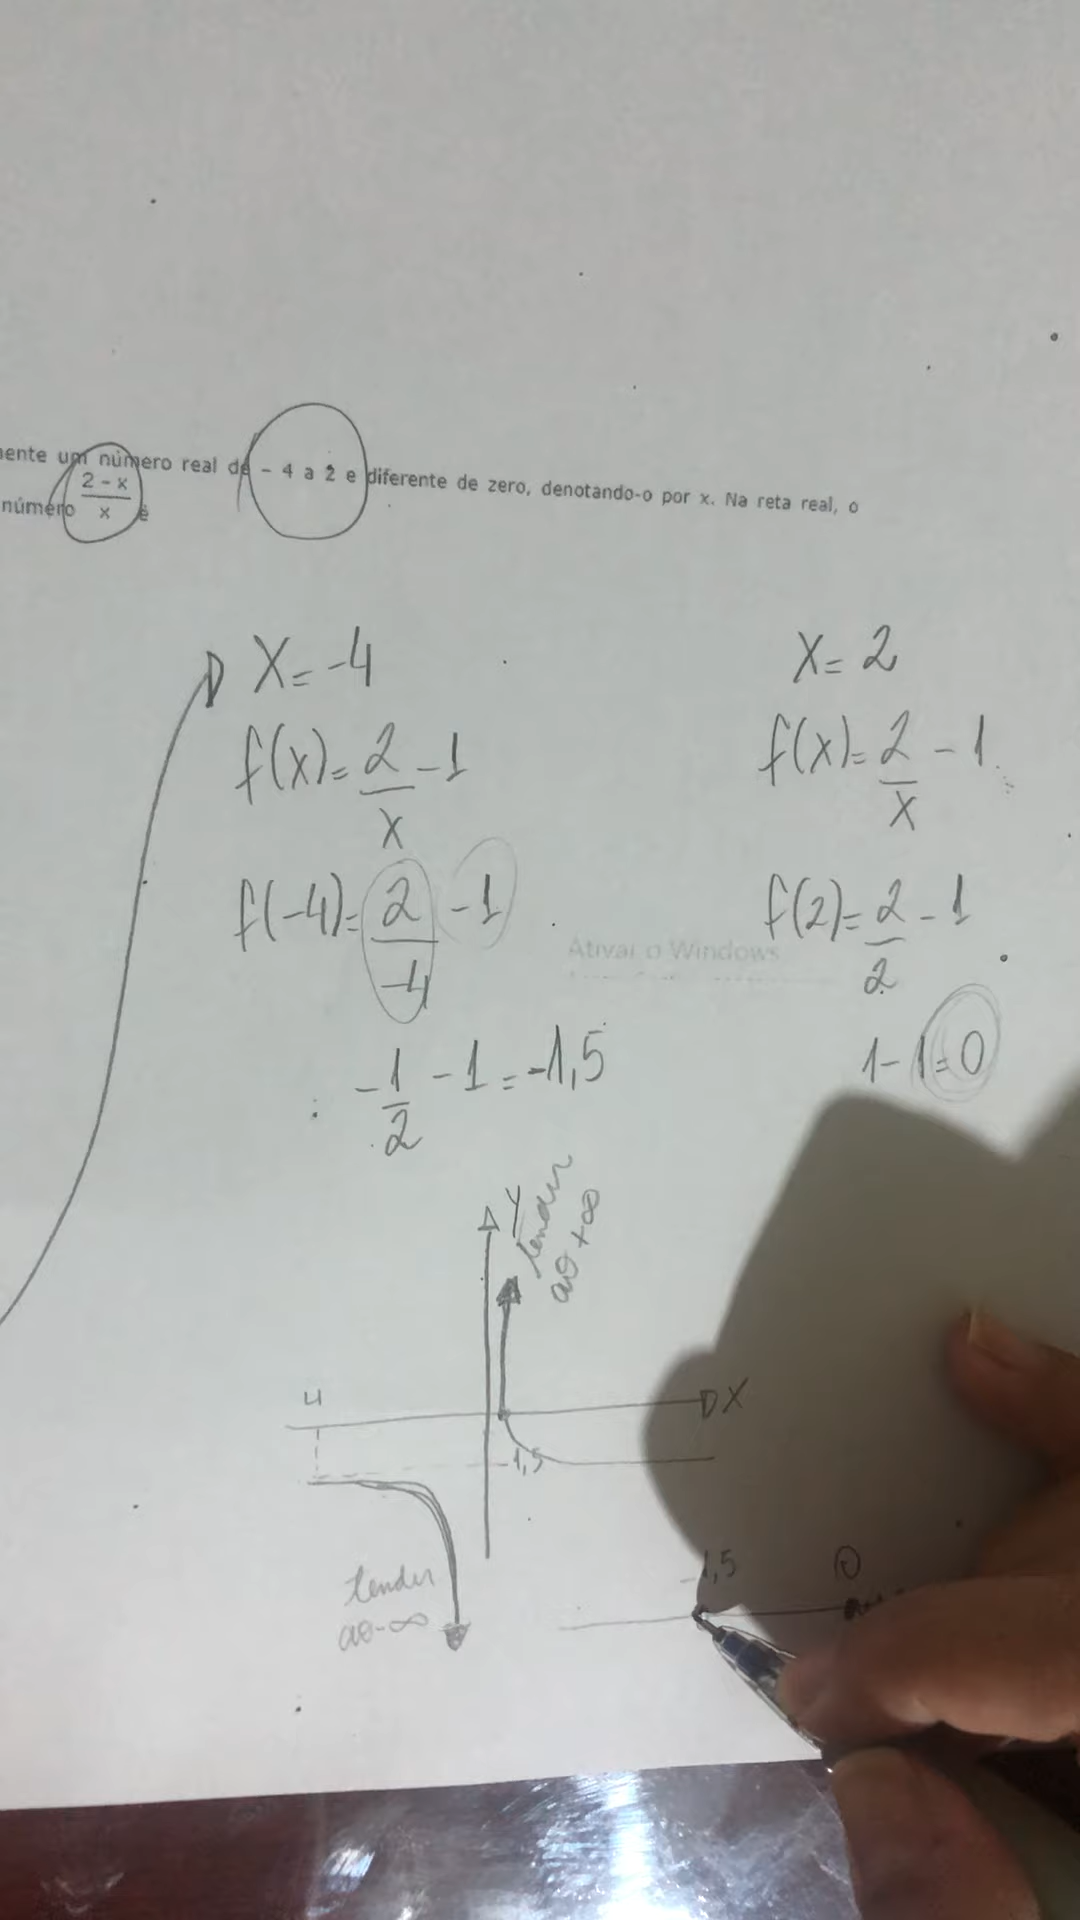 ente um número real de - 4 a 2 e diferente de zero, denotando-o por x. Na reta real, o
número 2 - x / x é
X = -4
f(x) = 2/x - 1
f(-4) = 2/-4 - 1
-1/2 - 1 = -1,5
X = 2
f(x) = 2/x - 1
f(2) = 2/2 - 1
1 - 1 = 0
Ativar o Windows
Y
tender
ao +∞
4
X
-1,5
tender
ao -∞
-1,5
0